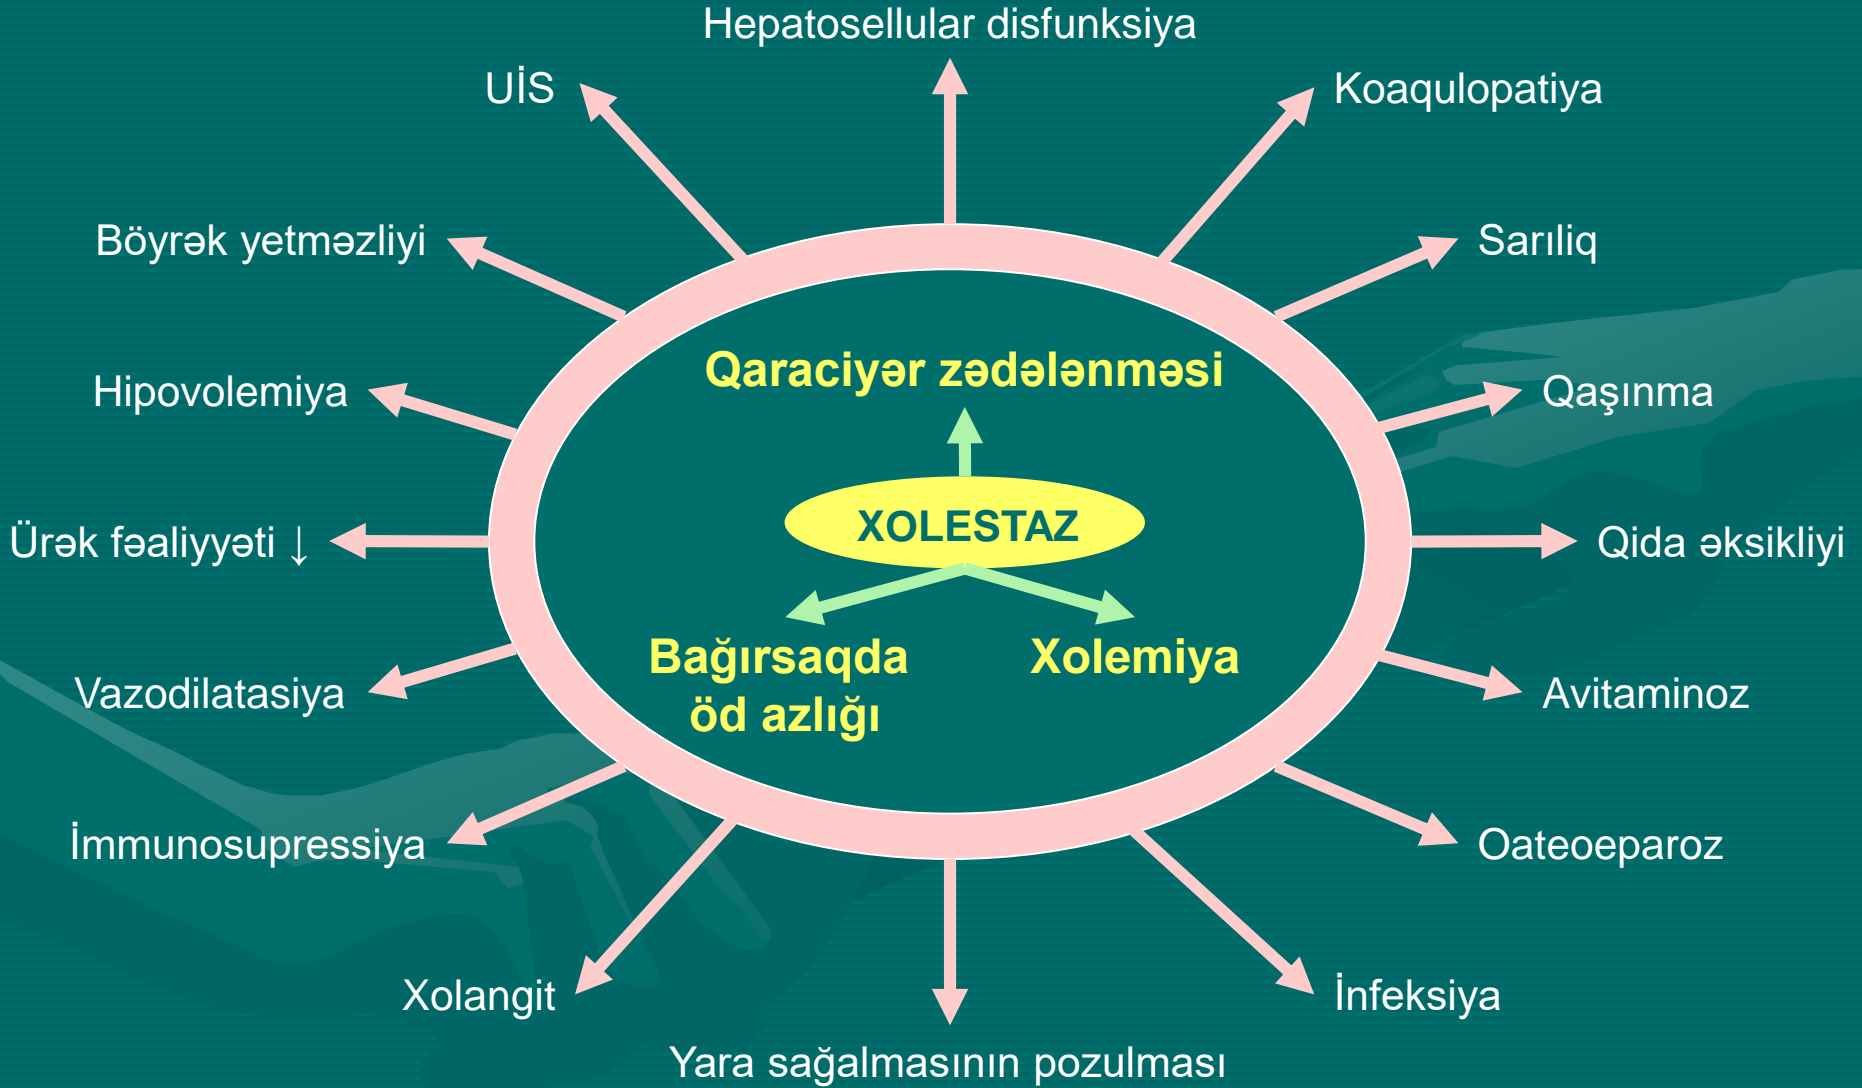 Hepatosellular disfunksiya
UİS
Koaqulopatiya
Böyrək yetməzliyi
Sarıliq
Qaraciyər zədələnməsi
Hipovolemiya
Qaşınma
XOLESTAZ
Ürək fəaliyyəti ↓
Qida əksikliyi
Bağırsaqda
öd azlığı
Xolemiya
Vazodilatasiya
Avitaminoz
İmmunosupressiya
Oateoeparoz
Xolangit
İnfeksiya
Yara sağalmasının pozulması